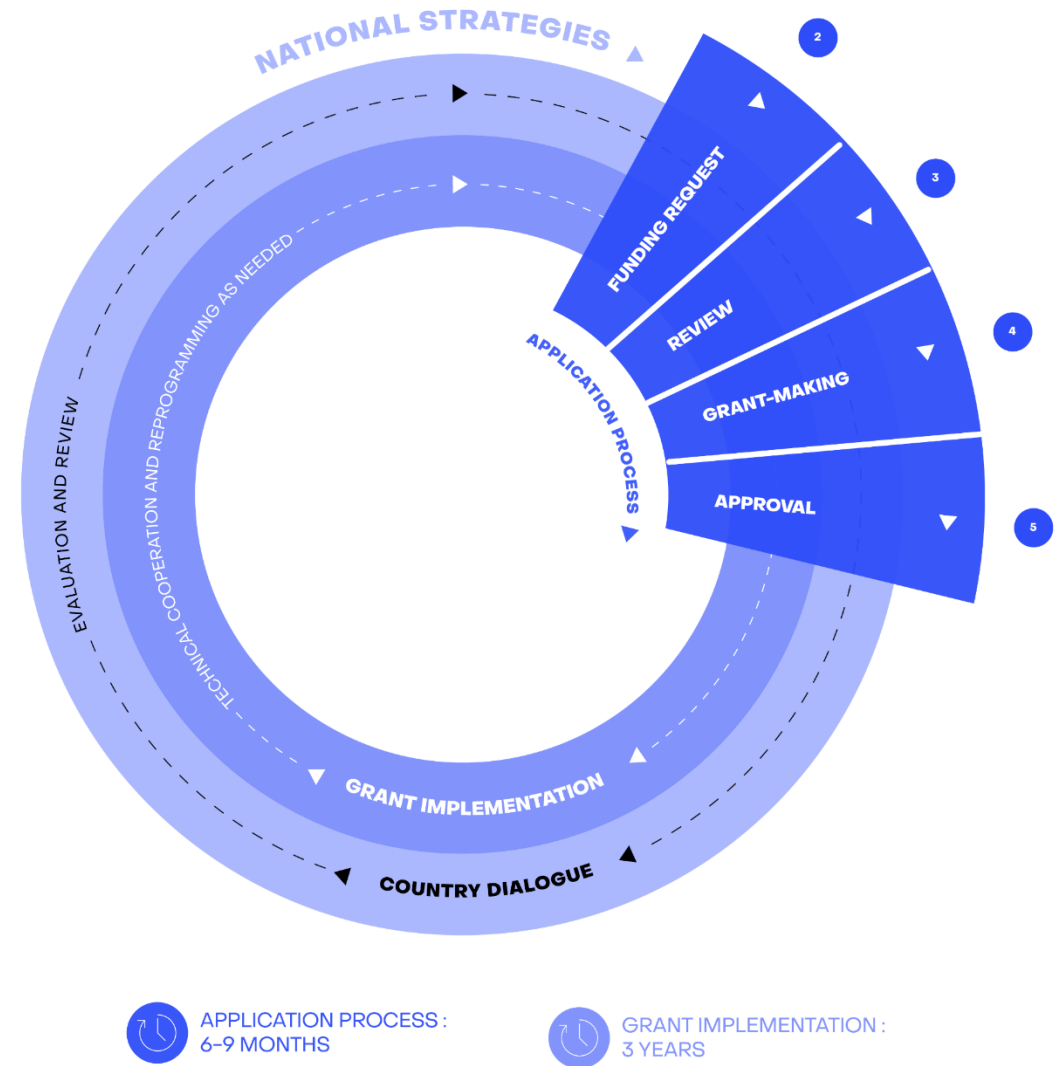 NATIONAL STRATEGIES
2
FUNDING REQUEST
3
REVIEW
4
GRANT-MAKING
5
APPROVAL
APPLICATION PROCESS
TECHNICAL COOPERATION AND REPROGRAMMING AS NEEDED
EVALUATION AND REVIEW
GRANT IMPLEMENTATION
COUNTRY DIALOGUE
APPLICATION PROCESS :
6–9 MONTHS
GRANT IMPLEMENTATION :
3 YEARS